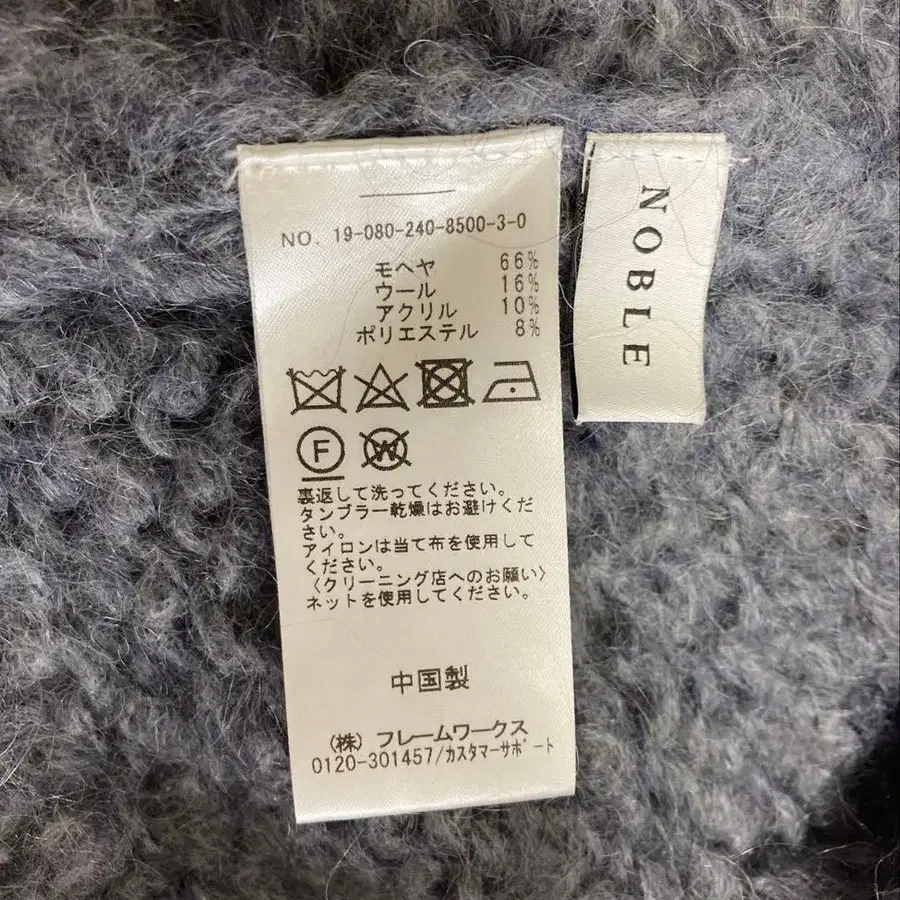 NO. 19-080-240-8500-3-0
モヘヤ 66%
ウール 16%
アクリル 10%
ポリエステル 8%
F
W
裏返して洗ってください。
タンブラー乾燥はお避けくだ
さい。
アイロンは当て布を使用して
ください。
〈クリーニング店へのお願い〉
ネットを使用してください。
中国製
(株) フレームワークス
0120-301457/カスタマーサポート
NOBLE